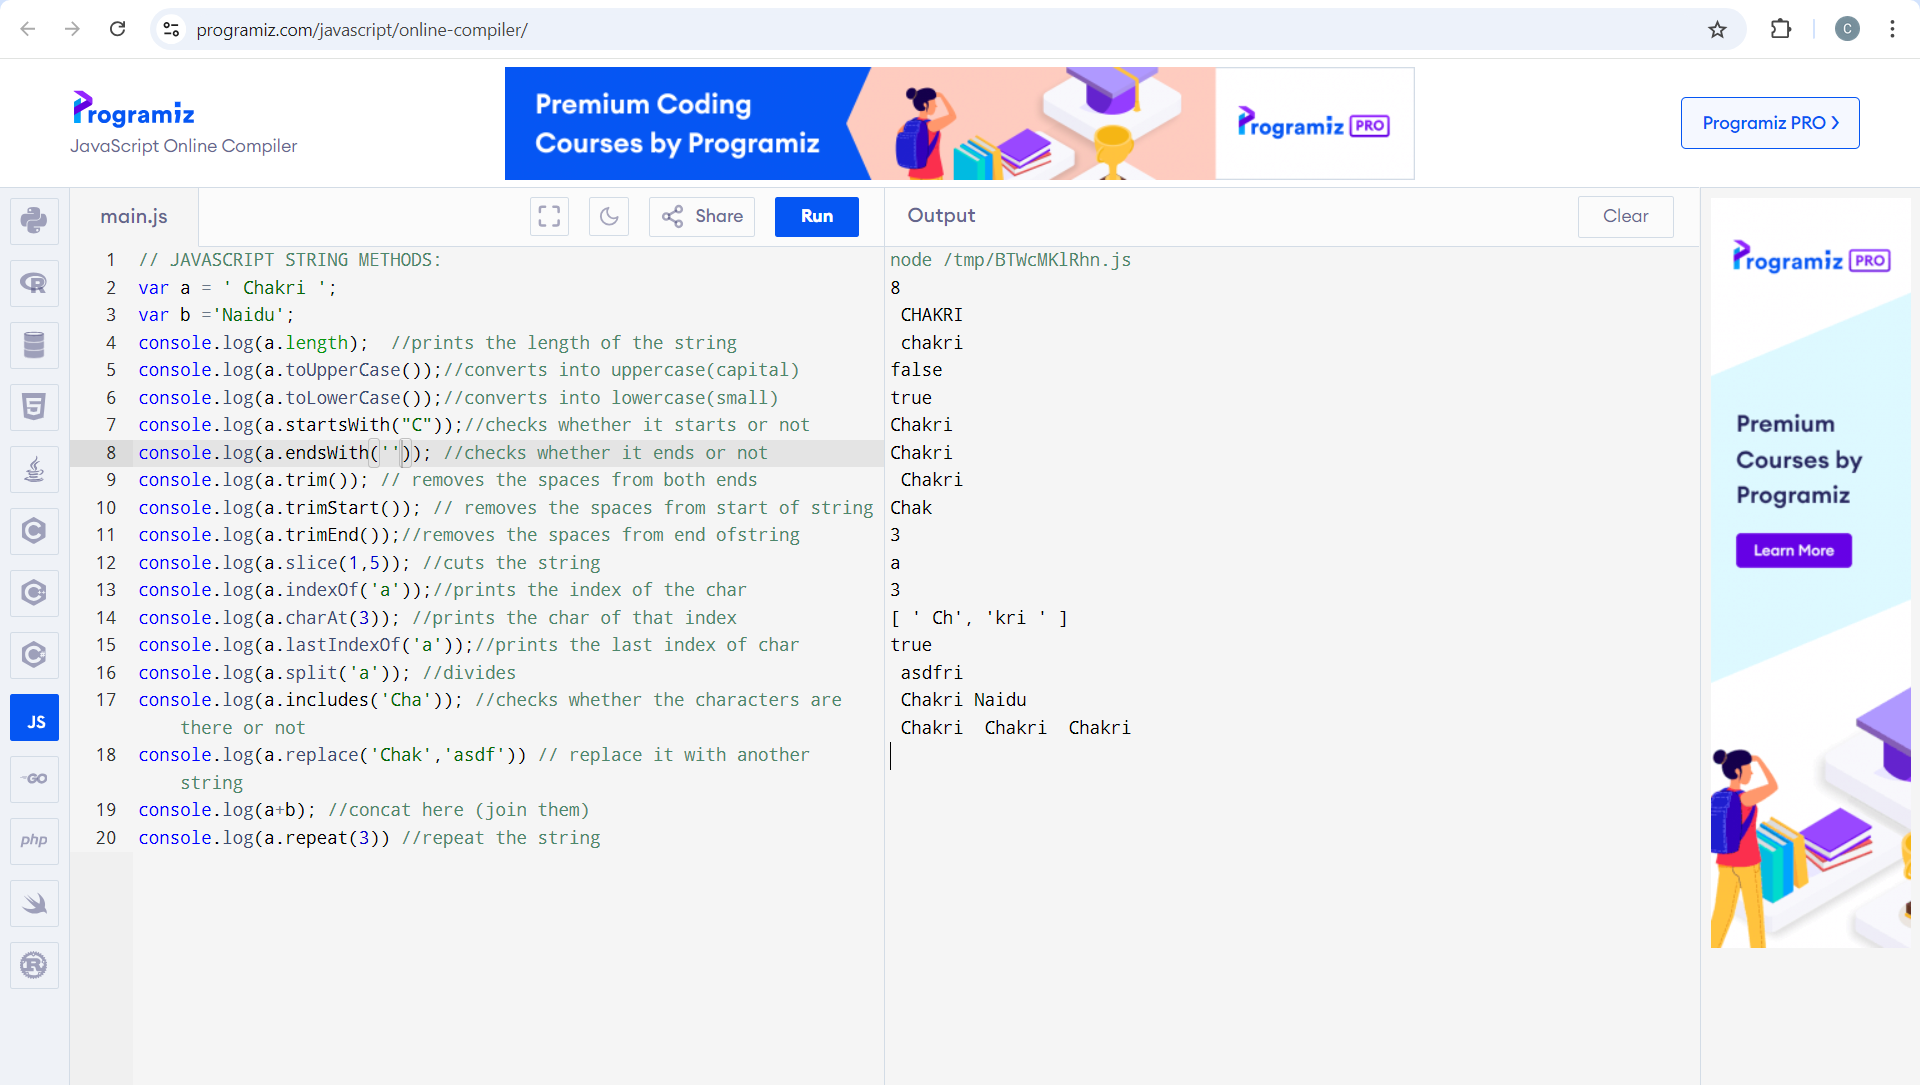 programiz.com/javascript/online-compiler/
C
Programiz
JavaScript Online Compiler
Premium Coding
Courses by Programiz
Programiz PRO
Programiz PRO
main.js
Share
Run
Output
Clear
1 // JAVASCRIPT STRING METHODS:
2 var a = ' Chakri ';
3 var b ='Naidu';
4 console.log(a.length);  //prints the length of the string
5 console.log(a.toUpperCase());//converts into uppercase(capital)
6 console.log(a.toLowerCase());//converts into lowercase(small)
7 console.log(a.startsWith("C"));//checks whether it starts or not
8 console.log(a.endsWith('')); //checks whether it ends or not
9 console.log(a.trim()); // removes the spaces from both ends
10 console.log(a.trimStart()); // removes the spaces from start of string
11 console.log(a.trimEnd());//removes the spaces from end ofstring
12 console.log(a.slice(1,5)); //cuts the string
13 console.log(a.indexOf('a'));//prints the index of the char
14 console.log(a.charAt(3)); //prints the char of that index
15 console.log(a.lastIndexOf('a'));//prints the last index of char
16 console.log(a.split('a')); //divides
17 console.log(a.includes('Cha')); //checks whether the characters are
there or not
18 console.log(a.replace('Chak','asdf')) // replace it with another
string
19 console.log(a+b); //concat here (join them)
20 console.log(a.repeat(3)) //repeat the string
node /tmp/BTWcMKlRhn.js
8
 CHAKRI
 chakri
false
true
Chakri
Chakri
 Chakri
Chak
3
a
3
[ ' Ch', 'kri ' ]
true
 asdfri
 Chakri Naidu
 Chakri  Chakri  Chakri
Programiz PRO
Premium
Courses by
Programiz
Learn More
R
5
C
C
C
JS
GO
php
R